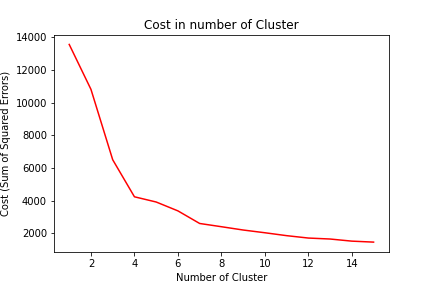 Cost in number of Cluster
Cost (Sum of Squared Errors)
14000
12000
10000
8000
6000
4000
2000
2 4 6 8 10 12 14
Number of Cluster